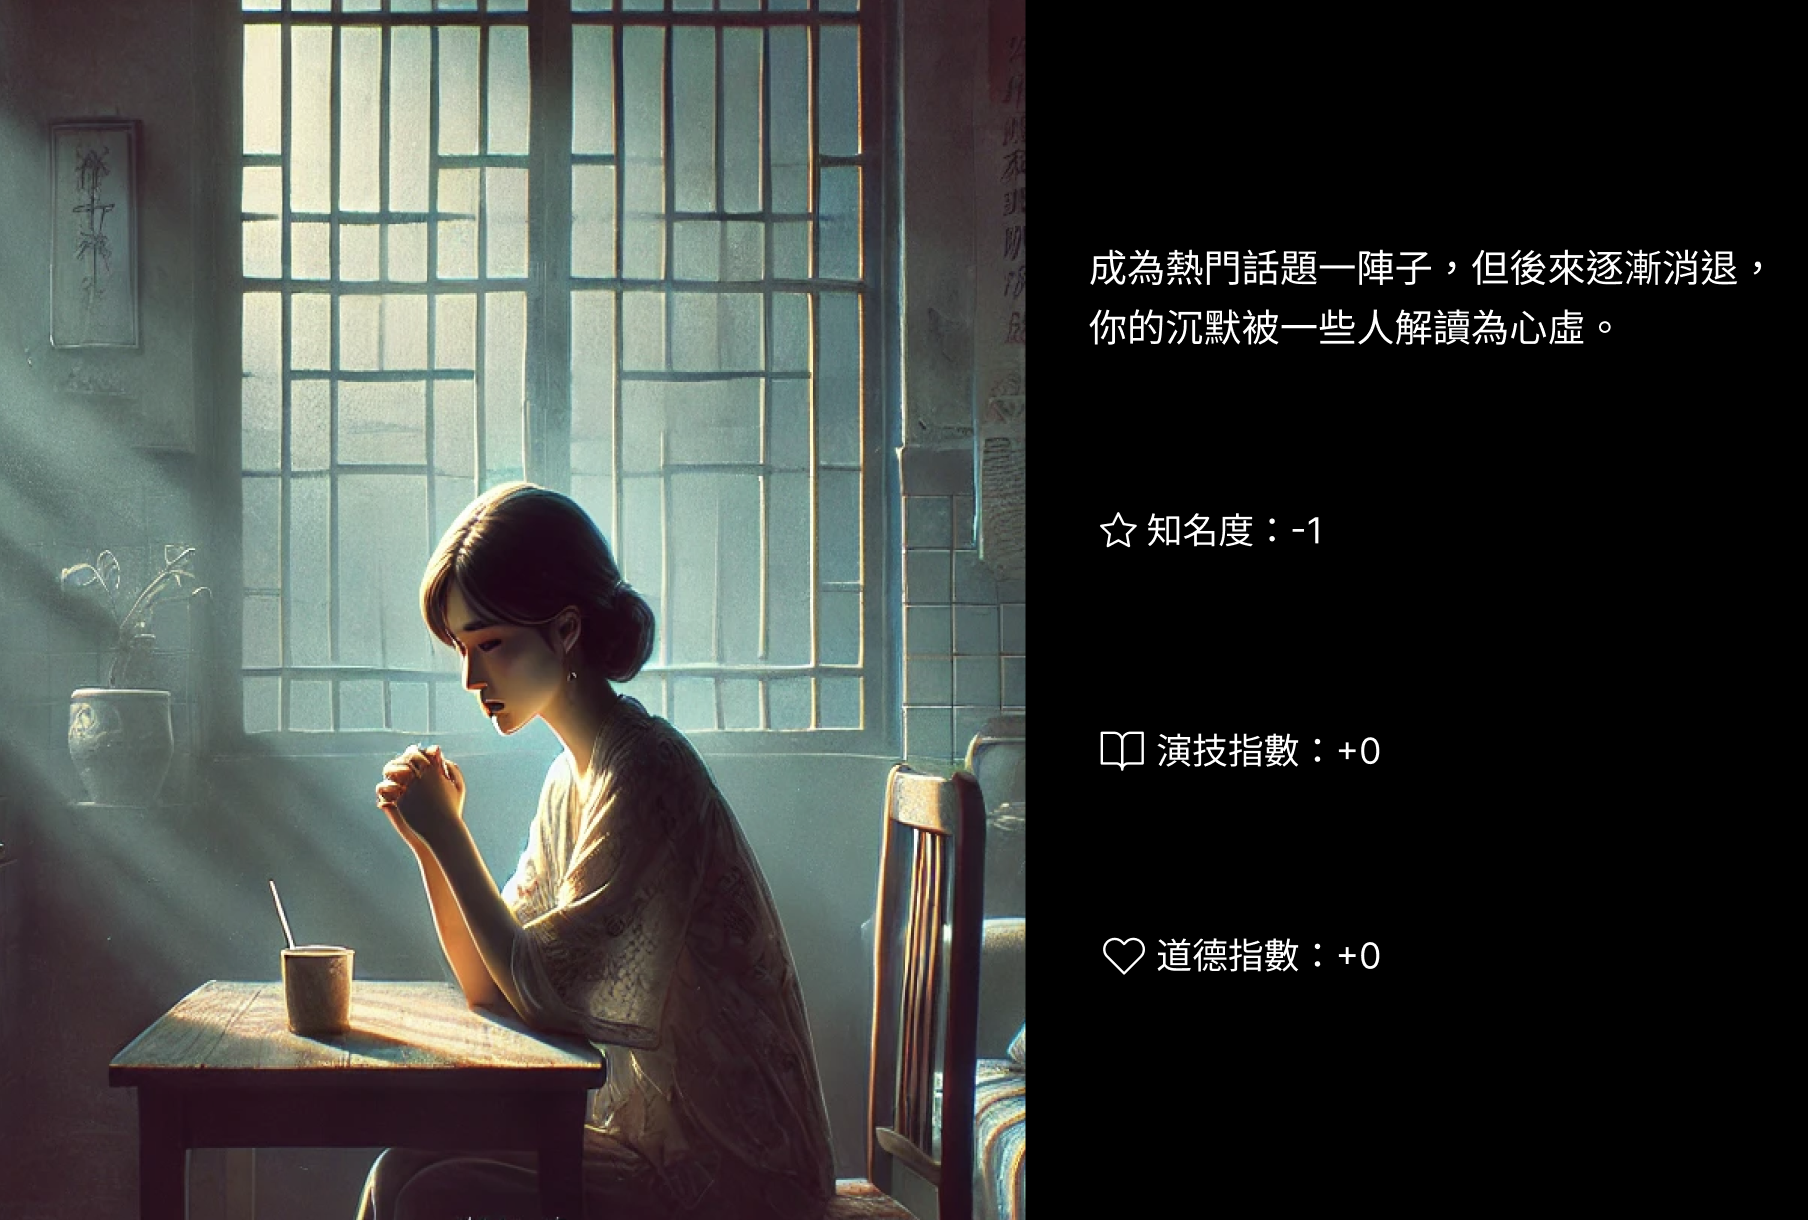 成為熱門話題一陣子，但後來逐漸消退，
你的沉默被一些人解讀為心虛。
知名度：-1
演技指數：+0
道德指數：+0